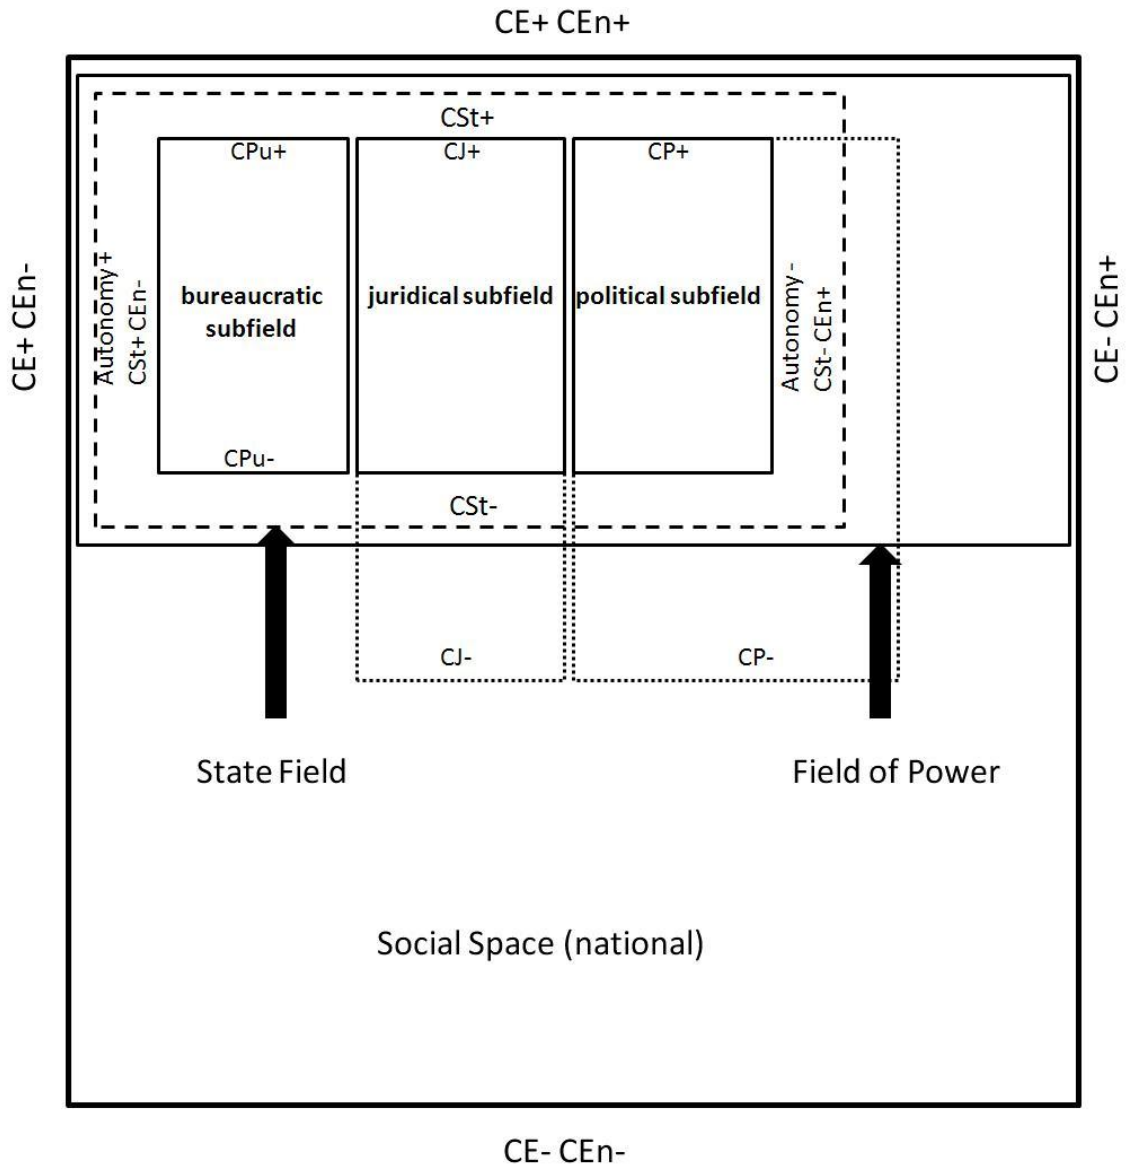 CE+ CEn+
CSt+
CPu+
CJ+
CP+
CE+ CEn-
Autonomy +
CSt+ CEn-
bureaucratic
subfield
juridical subfield
political subfield
Autonomy -
CSt- CEn+
CE- CEn+
CPu-
CSt-
CJ-
CP-
State Field
Field of Power
Social Space (national)
CE- CEn-